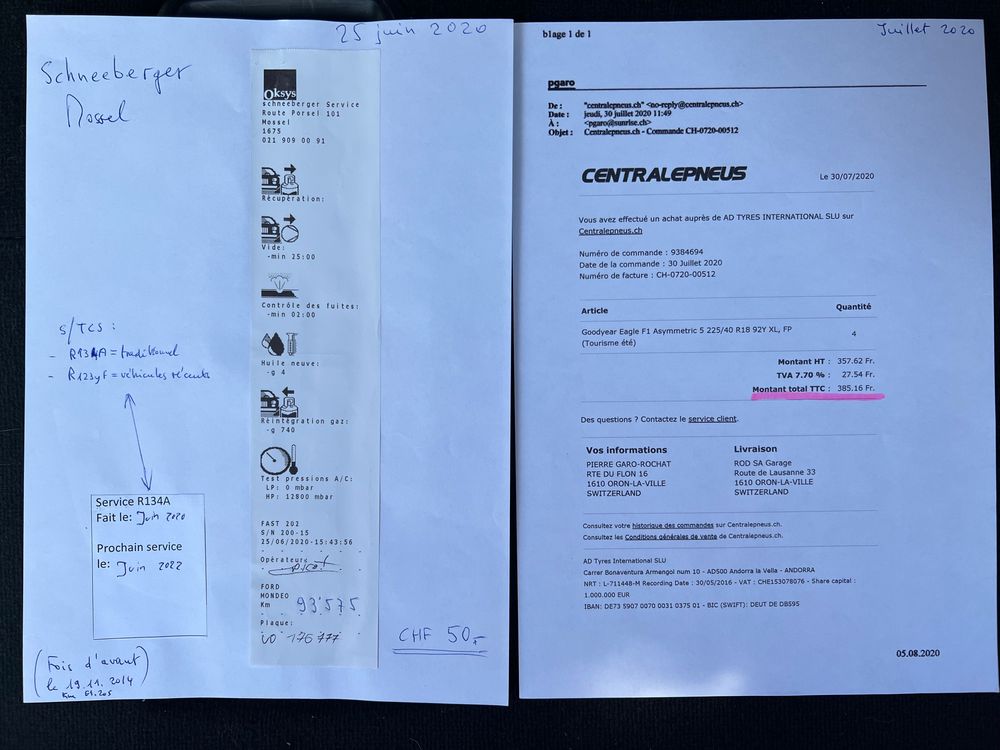 25 juin 2020
Schneeberger
Mossel
Oksys
schneeberger Service
Route Porsel 101
Mossel
1675
021 909 00 91
Récupération:
Vide:
-min 25:00
Contrôle des fuites:
-min 02:00
s/TCS :
- R134A = traditionnel
- R123yf = véhicules récents
Huile neuve:
-g 4
Réintégration gaz:
-g 740
Test pressions A/C:
LP: 0 mbar
HP: 12800 mbar
Service R134A
Fait le: Juin 2020
Prochain service
le: Juin 2022
FAST 202
S/N 200-15
25/06/2020-15:43:56
Opérateur:
FORD
MONDEO
Km 93'575
Plaque:
VD 176 777
CHF 50.-
(Fois d'avant
le 19.11.2014
Km 51.205)
Juillet 2020
Page 1 de 1
pgaro
De : "centralepneus.ch" <no-reply@centralepneus.ch>
Date : jeudi, 30 juillet 2020 11:49
À : <pgaro@sunrise.ch>
Objet : Centralepneus.ch - Commande CH-0720-00512
CENTRALEPNEUS
Le 30/07/2020
Vous avez effectué un achat auprès de AD TYRES INTERNATIONAL SLU sur
Centralepneus.ch
Numéro de commande : 9384694
Date de la commande : 30 Juillet 2020
Numéro de facture : CH-0720-00512
Article Quantité
Goodyear Eagle F1 Asymmetric 5 225/40 R18 92Y XL, FP 4
(Tourisme été)
Montant HT : 357.62 Fr.
TVA 7.70 % : 27.54 Fr.
Montant total TTC : 385.16 Fr.
Des questions ? Contactez le service client.
Vos informations
PIERRE GARO-ROCHAT
RTE DU FLON 16
1610 ORON-LA-VILLE
SWITZERLAND
Livraison
ROD SA Garage
Route de Lausanne 33
1610 ORON-LA-VILLE
SWITZERLAND
Consultez votre historique des commandes sur Centralepneus.ch.
Consultez les Conditions générales de vente de Centralepneus.ch.
AD Tyres International SLU
Carrer Bonaventura Armengol num 10 - AD500 Andorra la Vella - ANDORRA
NRT : L-711448-M Recording Date : 30/05/2016 - VAT : CHE153078076 - Share capital :
1.000.000 EUR
IBAN: DE73 5907 0070 0031 0375 01 - BIC (SWIFT): DEUT DE DB595
05.08.2020